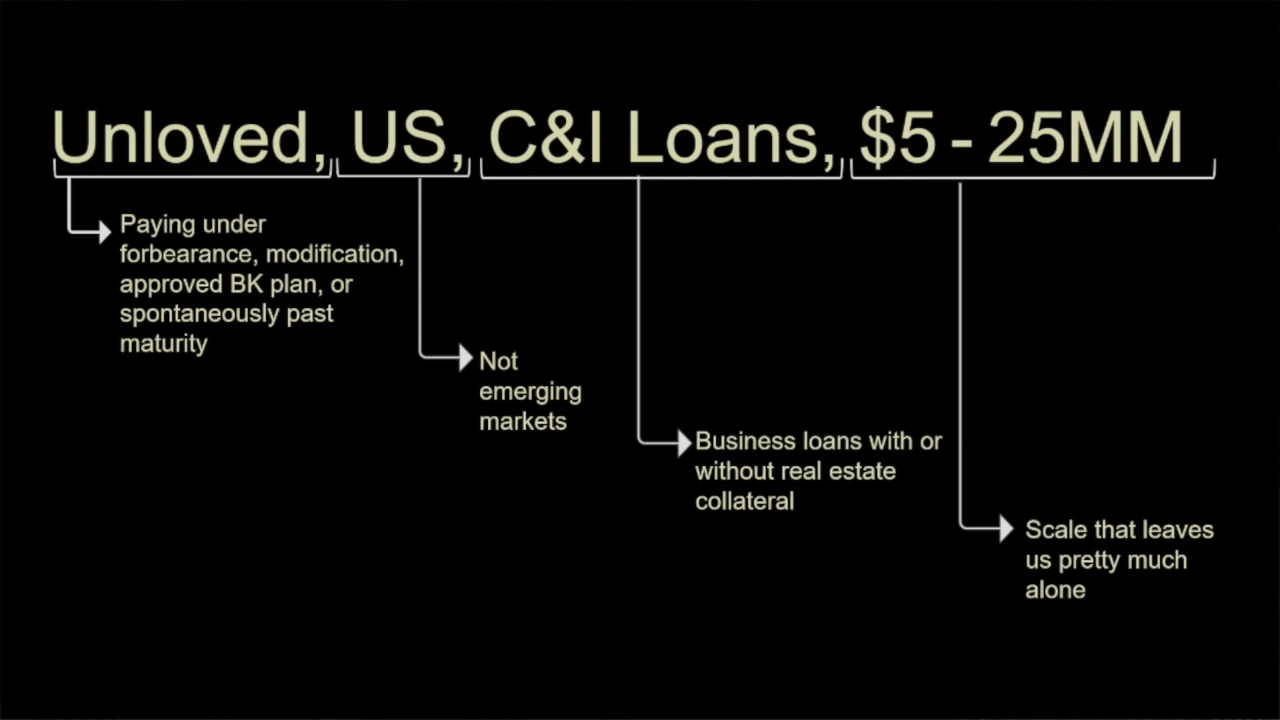 Unloved, US, C&I Loans, $5 - 25MM
Paying under
forbearance, modification,
approved BK plan, or
spontaneously past
maturity
Not
emerging
markets
Business loans with or
without real estate
collateral
Scale that leaves
us pretty much
alone